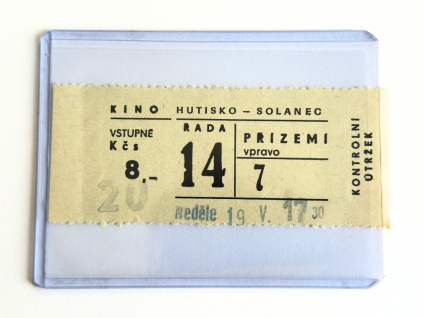 KINO HUTISKO – SOLANEC
VSTUPNÉ
Kčs
8,–
ŘADA
14
PŘÍZEMÍ
vpravo
7
20
Neděle 19. V. 17 30
KONTROLNÍ
ÚTRŽEK